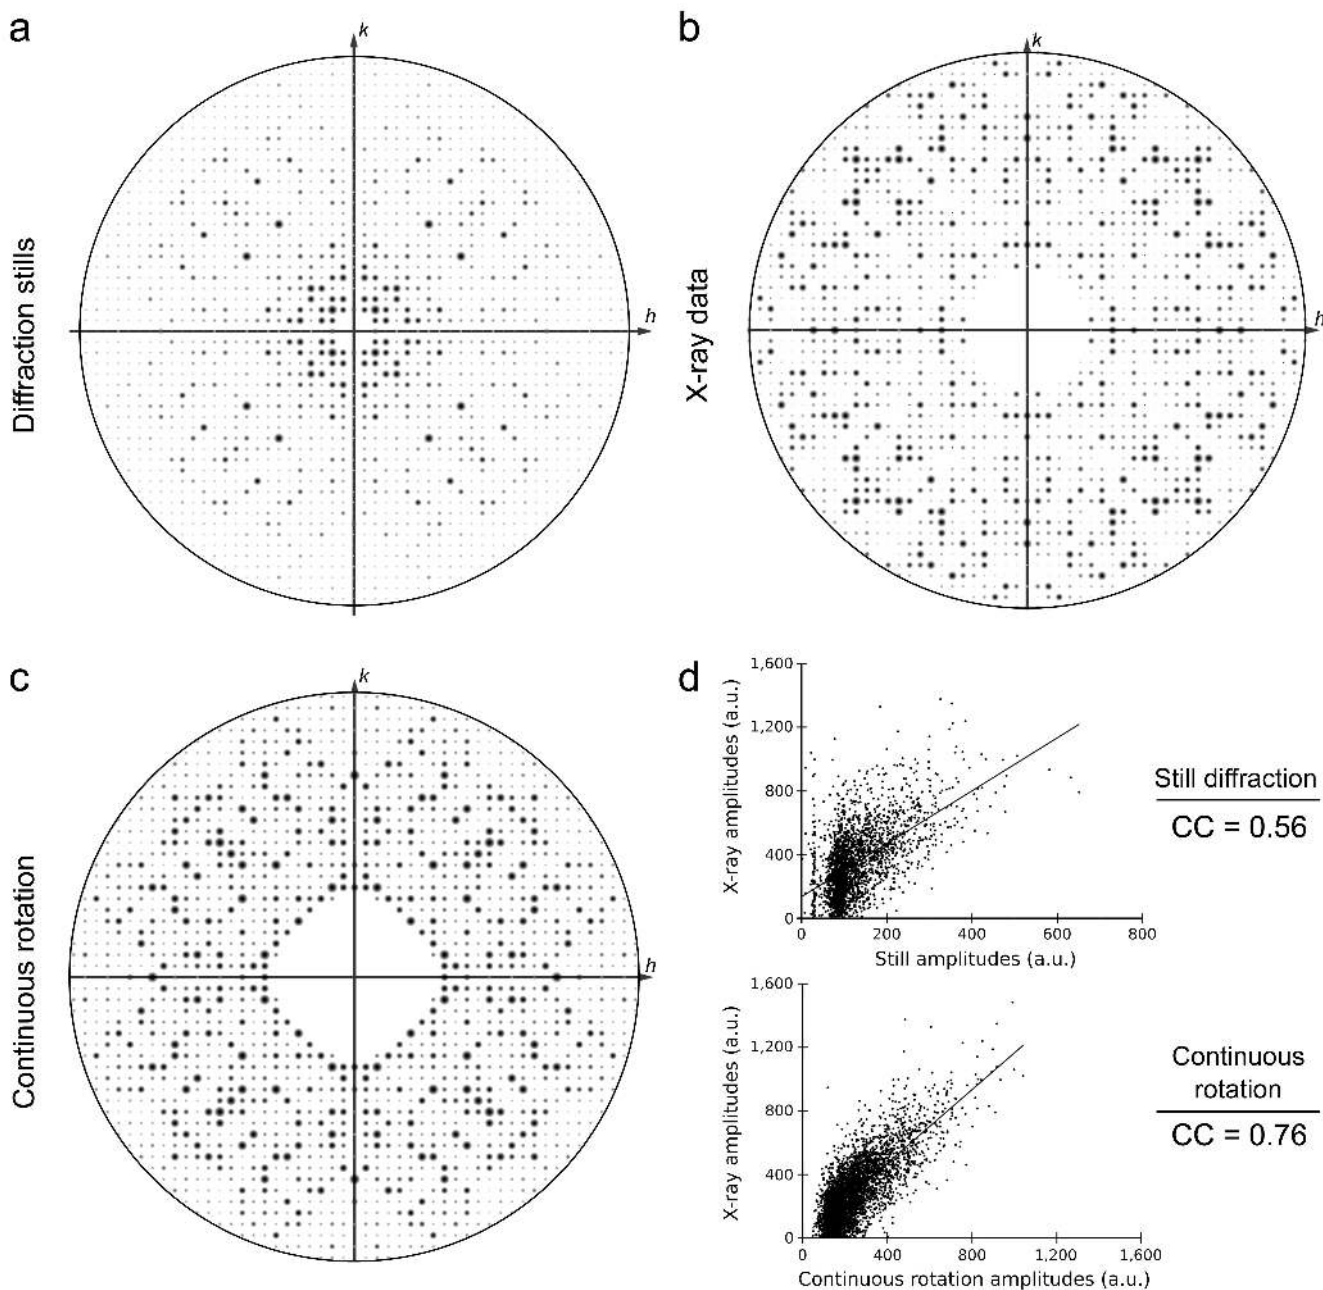 a
k
h
Diffraction stills
b
k
h
X-ray data
c
k
h
Continuous rotation
d
1,600
1,200
800
400
0
X-ray amplitudes (a.u.)
0 200 400 600 800
Still amplitudes (a.u.)
Still diffraction
CC = 0.56
1,600
1,200
800
400
0
X-ray amplitudes (a.u.)
0 400 800 1,200 1,600
Continuous rotation amplitudes (a.u.)
Continuous
rotation
CC = 0.76